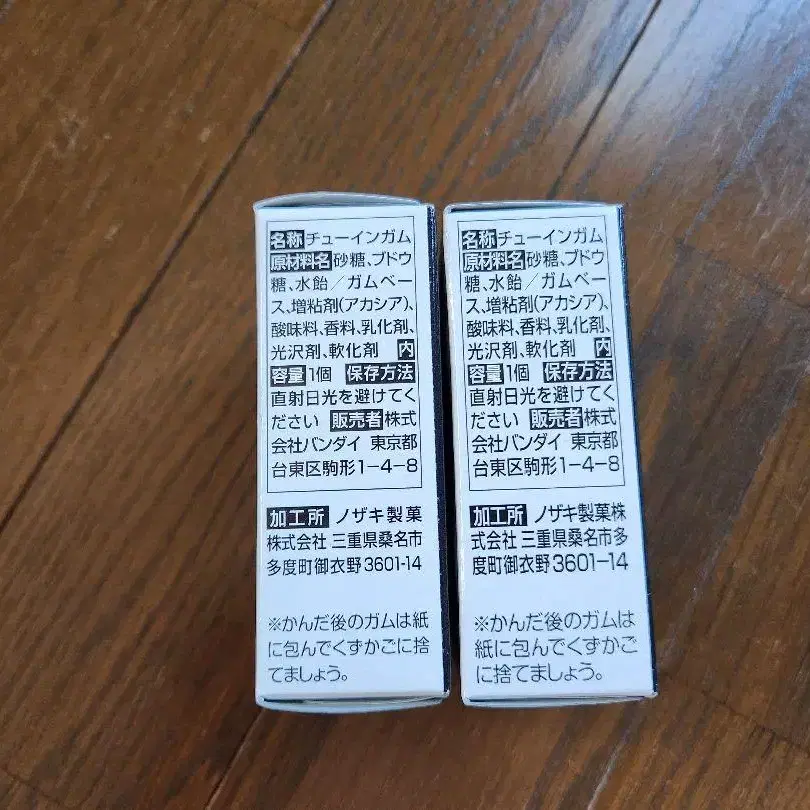 名称チューインガム
原材料名砂糖、ブドウ
糖、水飴/ガムベー
ス、増粘剤(アカシア)、
酸味料、香料、乳化剤、
光沢剤、軟化剤 内
容量1個 保存方法
直射日光を避けてく
ださい 販売者株式
会社バンダイ 東京都
台東区駒形1-4-8
加工所 ノザキ製菓
株式会社 三重県桑名市
多度町御衣野3601-14
※かんだ後のガムは紙
に包んでくずかごに捨
てましょう。
名称チューインガム
原材料名砂糖、ブドウ
糖、水飴/ガムベー
ス、増粘剤(アカシア)、
酸味料、香料、乳化剤、
光沢剤、軟化剤 内
容量1個 保存方法
直射日光を避けてく
ださい 販売者株式
会社バンダイ 東京都
台東区駒形1-4-8
加工所 ノザキ製菓株
式会社 三重県桑名市多
度町御衣野3601-14
※かんだ後のガムは
紙に包んでくずかご
に捨てましょう。